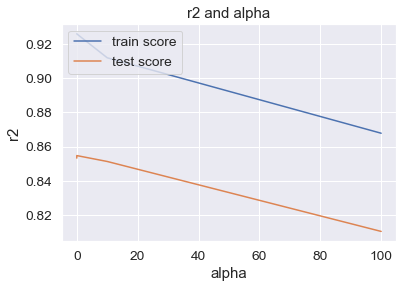 r2 and alpha
train score
test score
r2
0.92
0.90
0.88
0.86
0.84
0.82
0 20 40 60 80 100
alpha